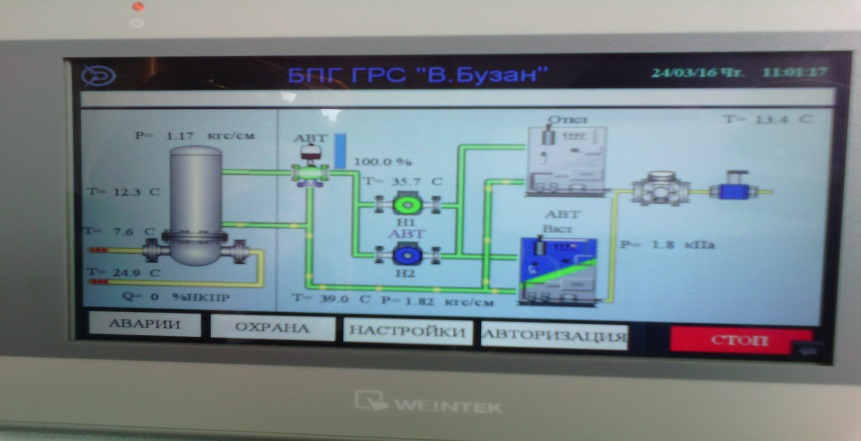 БПГ ГРС "В.Бузан"
24/03/16 Чт. 11:01:17
P= 1.17 кгс/см
АВТ
100.0 %
Откл
T= 13.4 C
T= 12.3 C
T= 35.7 C
Н1
АВТ
Н2
АВТ
Вкл
T= 7.6 C
P= 1.8 кПа
T= 24.9 C
Q= 0 %НКПР
T= 39.0 C P= 1.82 кгс/см
АВАРИИ
ОХРАНА
НАСТРОЙКИ
АВТОРИЗАЦИЯ
СТОП
WEINTEK